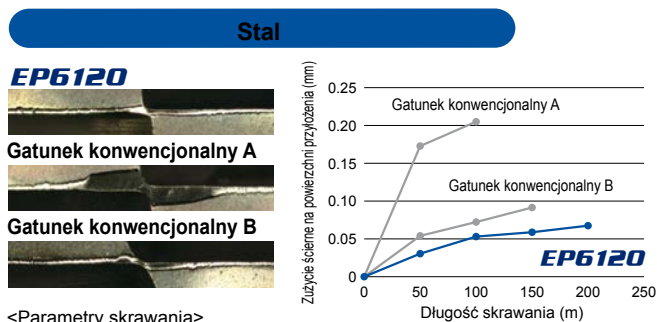 Stal
EP6120
Gatunek konwencjonalny A
Gatunek konwencjonalny B
<Parametry skrawania>
Zużycie ścierne na powierzchni przyłożenia (mm)
0.25
0.20
0.15
0.10
0.05
0
Gatunek konwencjonalny A
Gatunek konwencjonalny B
EP6120
0 50 100 150 200 250
Długość skrawania (m)